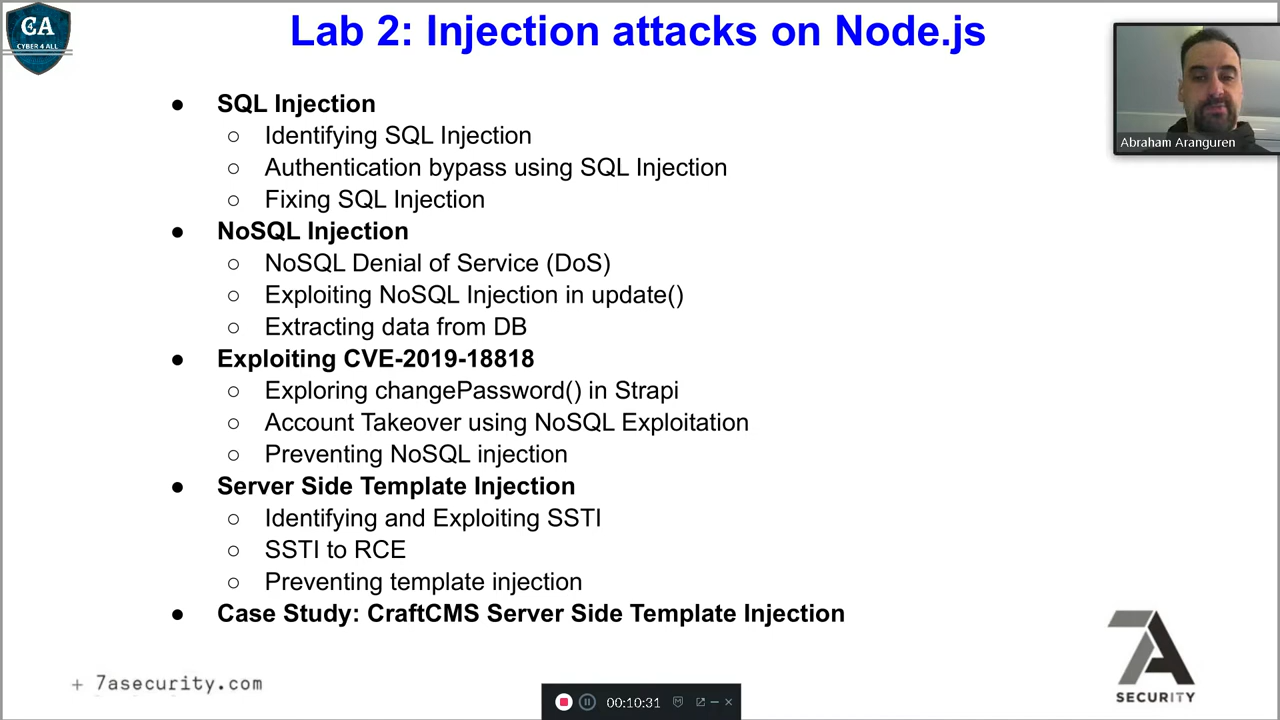 CA
CYBER 4 ALL
Lab 2: Injection attacks on Node.js
Abraham Aranguren
● SQL Injection
○ Identifying SQL Injection
○ Authentication bypass using SQL Injection
○ Fixing SQL Injection
● NoSQL Injection
○ NoSQL Denial of Service (DoS)
○ Exploiting NoSQL Injection in update()
○ Extracting data from DB
● Exploiting CVE-2019-18818
○ Exploring changePassword() in Strapi
○ Account Takeover using NoSQL Exploitation
○ Preventing NoSQL injection
● Server Side Template Injection
○ Identifying and Exploiting SSTI
○ SSTI to RCE
○ Preventing template injection
● Case Study: CraftCMS Server Side Template Injection
+ 7asecurity.com
00:10:31
7A
SECURITY